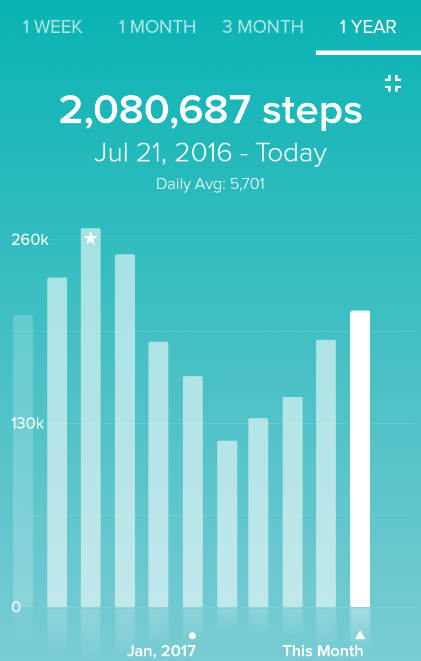 1 WEEK 1 MONTH 3 MONTH 1 YEAR
2,080,687 steps
Jul 21, 2016 - Today
Daily Avg: 5,701
260k
130k
0
Jan, 2017 This Month